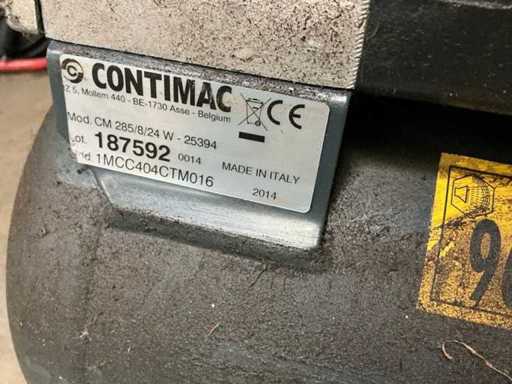 CONTIMAC
Z 5, Mollem 440 - BE-1730 Asse - Belgium
Mod. CM 285/8/24 W - 25394
Lot. 187592 0014
MADE IN ITALY
1MCC404CTM016
2014